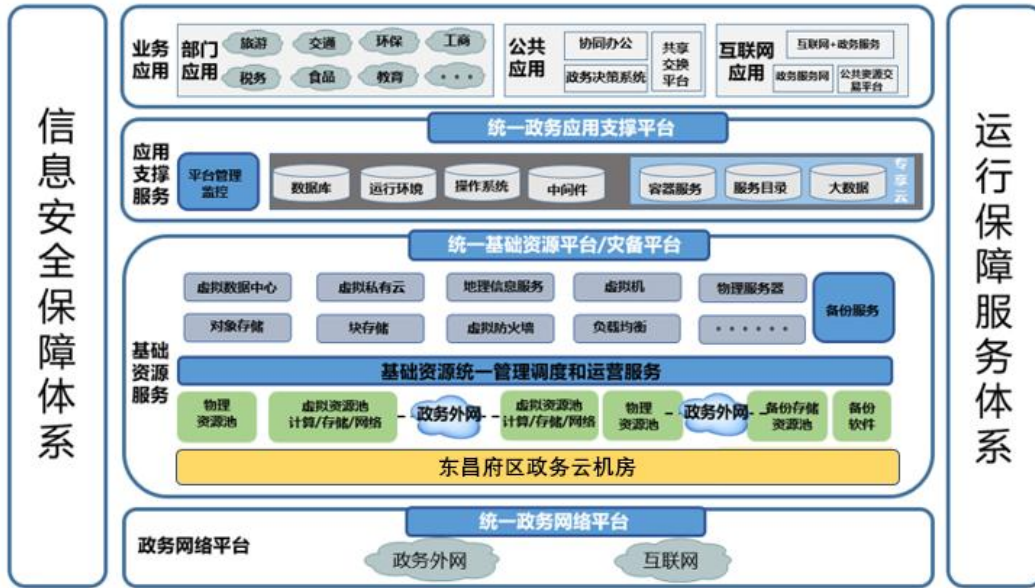 信息安全保障体系
业务
应用
部门
应用
旅游
交通
环保
工商
税务
食品
教育
• • •
公共
应用
协同办公
政务决策系统
共享
交换
平台
互联网
应用
互联网+政务服务
政务服务网
公共资源交
易平台
统一政务应用支撑平台
应用
支撑
服务
平台管理
监控
数据库
运行环境
操作系统
中间件
容器服务
服务目录
大数据
专享云
统一基础资源平台/灾备平台
基础
资源
服务
虚拟数据中心
虚拟私有云
地理信息服务
虚拟机
物理服务器
对象存储
块存储
虚拟防火墙
负载均衡
• • • • • •
备份服务
基础资源统一管理调度和运营服务
物理
资源池
虚拟资源池
计算/存储/网络
政务外网
虚拟资源池
计算/存储/网络
物理
资源池
政务外网
备份存储
资源池
备份
软件
东昌府区政务云机房
统一政务网络平台
政务网络平台
政务外网
互联网
运行保障服务体系